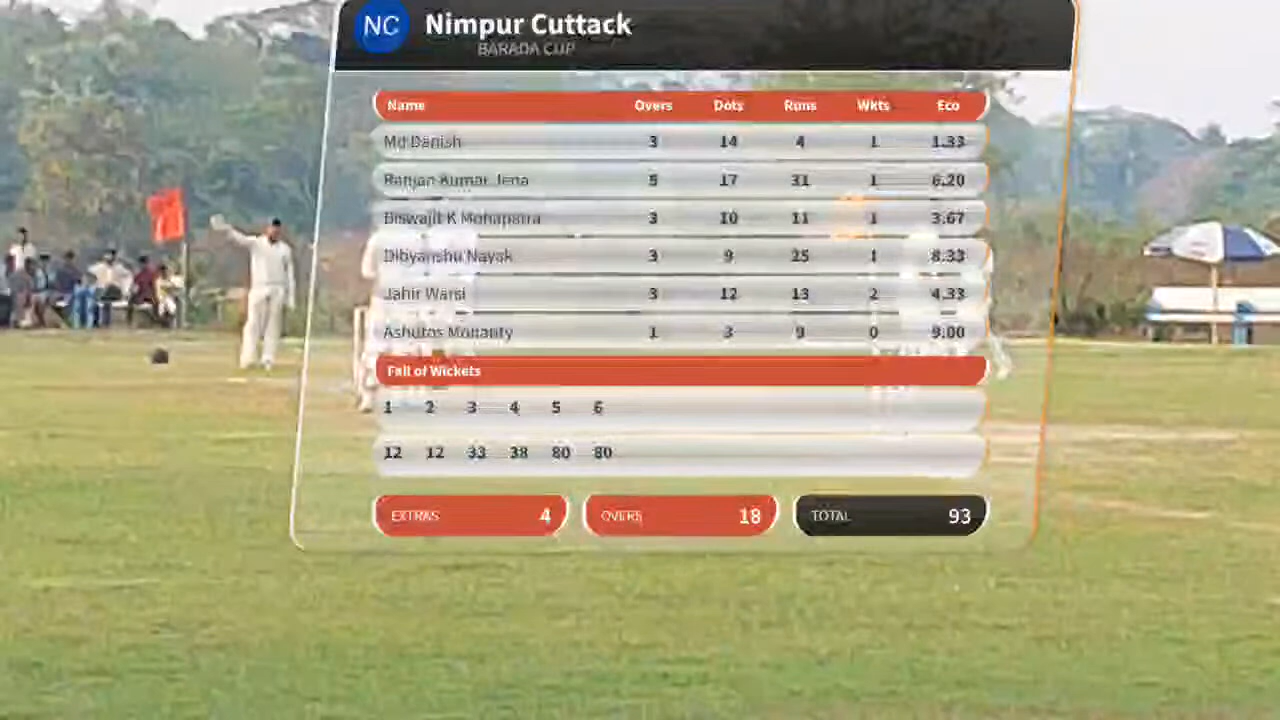 NC Nimpur Cuttack
BARADA CUP
Name Overs Dots Runs Wkts Eco
Md Danish 3 14 4 1 1.33
Ranjan Kumar Jena 5 17 31 1 6.20
Biswajit K Mohapatra 3 10 11 1 3.67
Dibyanshu Nayak 3 9 25 1 8.33
Jahir Warsi 3 12 13 2 4.33
Ashutas Mohanty 1 3 9 0 9.00
Fall of Wickets
1 2 3 4 5 6
12 12 33 38 80 80
EXTRAS 4 OVERS 18 TOTAL 93